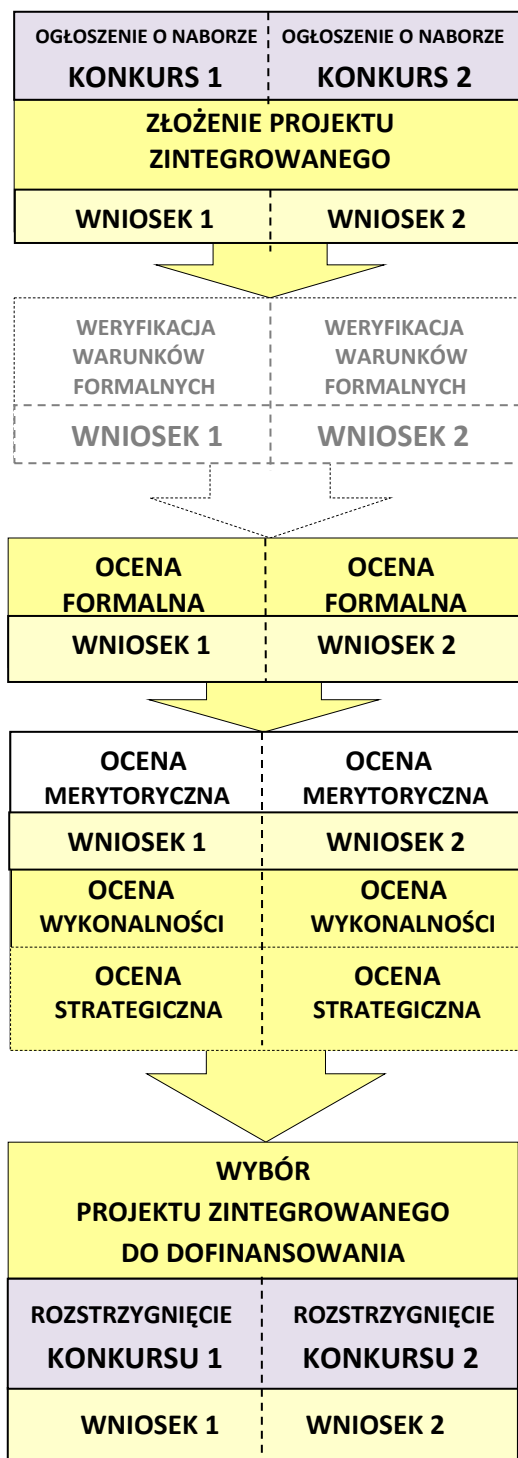 OGŁOSZENIE O NABORZE OGŁOSZENIE O NABORZE
KONKURS 1 KONKURS 2
ZŁOŻENIE PROJEKTU
ZINTEGROWANEGO
WNIOSEK 1 WNIOSEK 2
WERYFIKACJA WERYFIKACJA
WARUNKÓW WARUNKÓW
FORMALNYCH FORMALNYCH
WNIOSEK 1 WNIOSEK 2
OCENA OCENA
FORMALNA FORMALNA
WNIOSEK 1 WNIOSEK 2
OCENA OCENA
MERYTORYCZNA MERYTORYCZNA
WNIOSEK 1 WNIOSEK 2
OCENA OCENA
WYKONALNOŚCI WYKONALNOŚCI
OCENA OCENA
STRATEGICZNA STRATEGICZNA
WYBÓR
PROJEKTU ZINTEGROWANEGO
DO DOFINANSOWANIA
ROZSTRZYGNIĘCIE ROZSTRZYGNIĘCIE
KONKURSU 1 KONKURSU 2
WNIOSEK 1 WNIOSEK 2